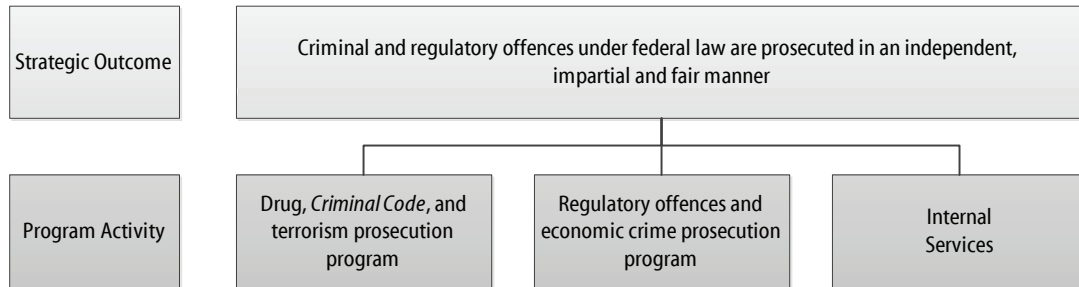 Strategic Outcome
Criminal and regulatory offences under federal law are prosecuted in an independent,
impartial and fair manner
Program Activity
Drug, Criminal Code, and
terrorism prosecution
program
Regulatory offences and
economic crime prosecution
program
Internal
Services